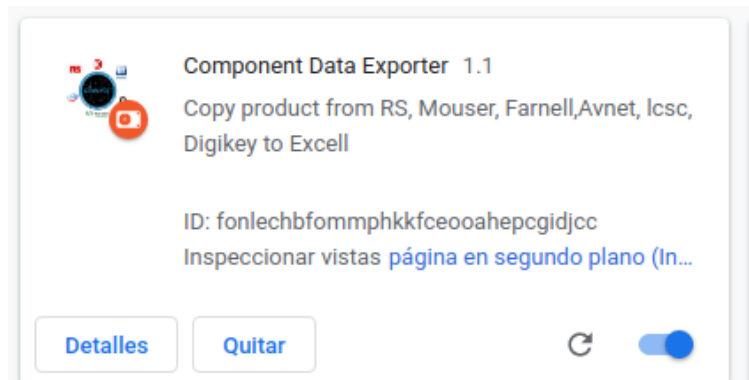 RS
Component Data Exporter 1.1
Copy product from RS, Mouser, Farnell,Avnet, lcsc,
Digikey to Excell
ID: fonlechbfommphkkfceooahepcgidjcc
Inspeccionar vistas página en segundo plano (In...
Detalles Quitar